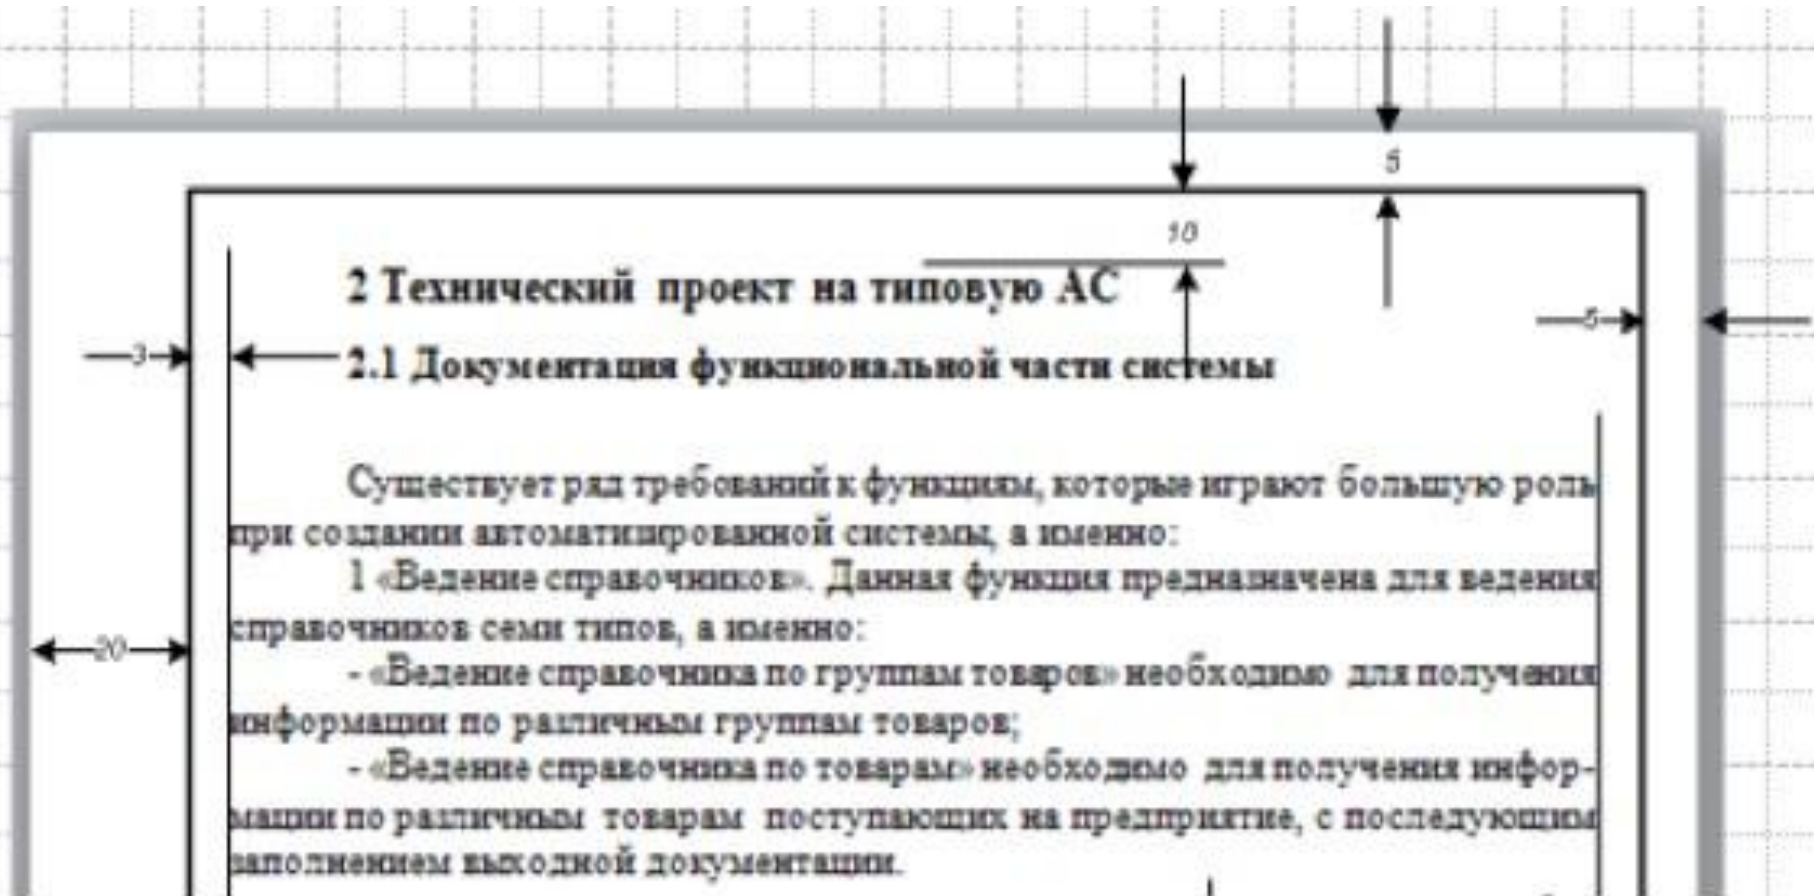 5
10
2 Технический проект на типовую АС
5
3
2.1 Документация функциональной части системы
Существует ряд требований к функциям, которые играют большую роль
при создании автоматизированной системы, а именно:
1 «Ведение справочников». Данная функция предназначена для ведения
справочников семи типов, а именно:
20
- «Ведение справочника по группам товаров» необходимо для получения
информации по различным группам товаров;
- «Ведение справочника по товарам» необходимо для получения инфор-
мации по различным товарам поступающих на предприятие, с последующим
заполнением выходной документации.